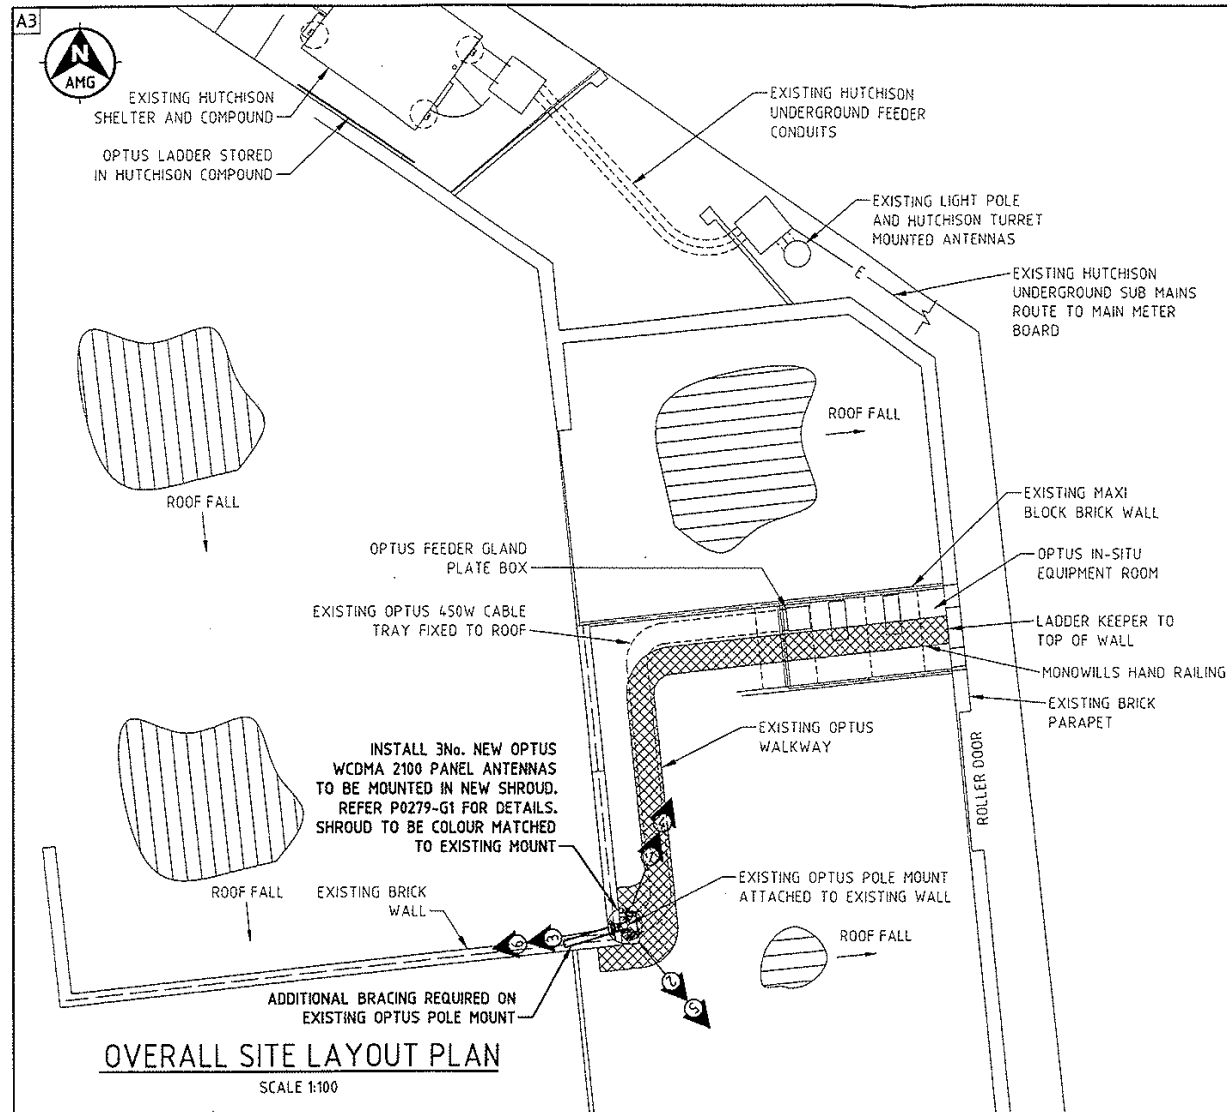 A3
N
AMG
EXISTING HUTCHISON
SHELTER AND COMPOUND
OPTUS LADDER STORED
IN HUTCHISON COMPOUND
EXISTING HUTCHISON
UNDERGROUND FEEDER
CONDUITS
EXISTING LIGHT POLE
AND HUTCHISON TURRET
MOUNTED ANTENNAS
E
EXISTING HUTCHISON
UNDERGROUND SUB MAINS
ROUTE TO MAIN METER
BOARD
ROOF FALL
ROOF FALL
EXISTING MAXI
BLOCK BRICK WALL
OPTUS FEEDER GLAND
PLATE BOX
OPTUS IN-SITU
EQUIPMENT ROOM
EXISTING OPTUS 450W CABLE
TRAY FIXED TO ROOF
LADDER KEEPER TO
TOP OF WALL
MONOWILLS HAND RAILING
EXISTING BRICK
PARAPET
EXISTING OPTUS
WALKWAY
ROLLER DOOR
INSTALL 3No. NEW OPTUS
WCDMA 2100 PANEL ANTENNAS
TO BE MOUNTED IN NEW SHROUD.
REFER P0279-G1 FOR DETAILS.
SHROUD TO BE COLOUR MATCHED
TO EXISTING MOUNT
4
1
EXISTING OPTUS POLE MOUNT
ATTACHED TO EXISTING WALL
ROOF FALL
EXISTING BRICK
WALL
6
3
ROOF FALL
2
5
ADDITIONAL BRACING REQUIRED ON
EXISTING OPTUS POLE MOUNT
OVERALL SITE LAYOUT PLAN
SCALE 1:100